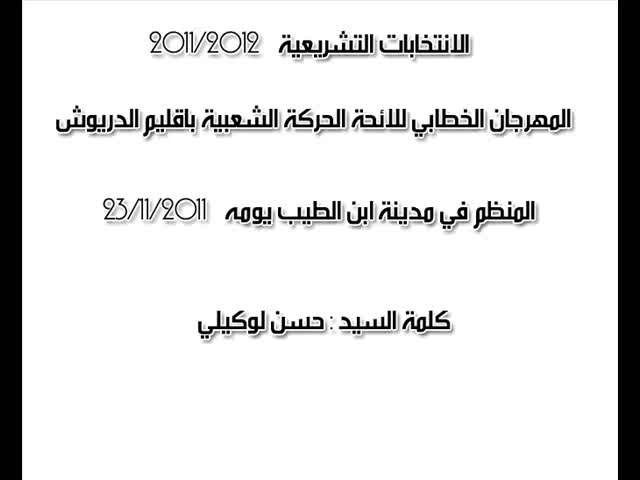 الانتخابات التشريعية 2011/2012
المهرجان الخطابي للائحة الحركة الشعبية باقليم الدريوش
المنظم في مدينة ابن الطيب يومه 23/11/2011
كلمة السيد : حسن لوكيلي